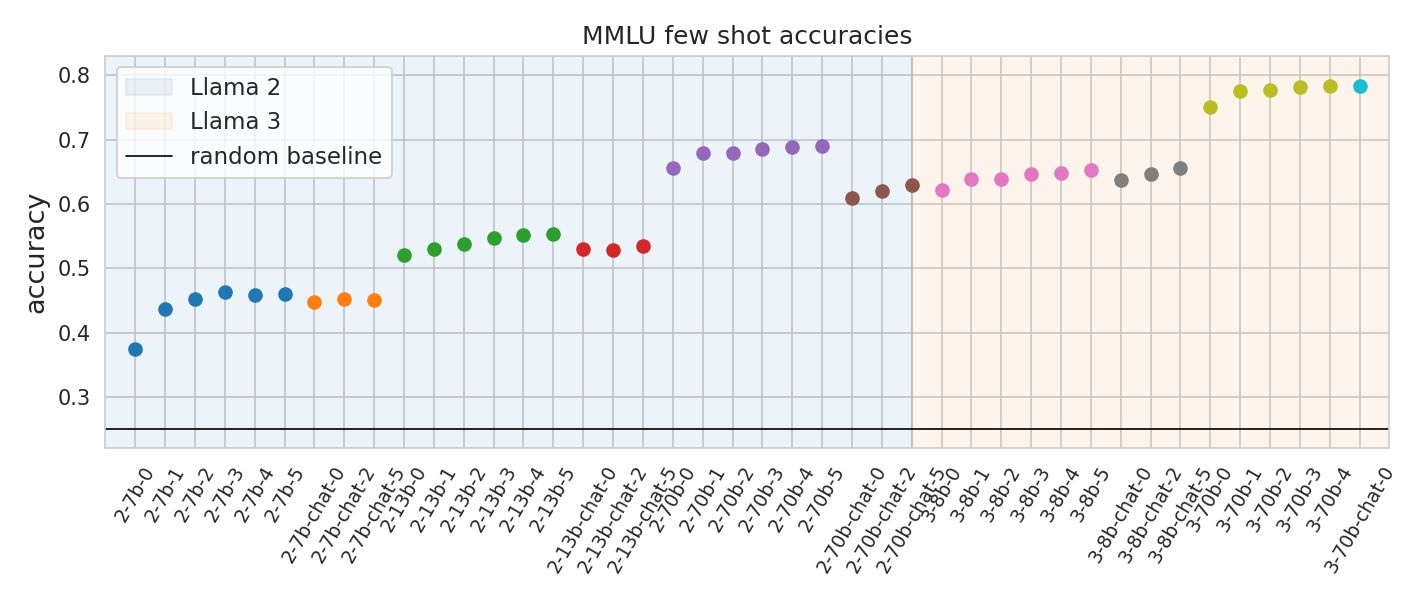 MMLU few shot accuracies
Llama 2
Llama 3
random baseline
accuracy
0.8
0.7
0.6
0.5
0.4
0.3
2-7b-0
2-7b-1
2-7b-2
2-7b-3
2-7b-4
2-7b-5
2-7b-chat-0
2-7b-chat-2
2-7b-chat-5
2-13b-0
2-13b-1
2-13b-2
2-13b-3
2-13b-4
2-13b-5
2-13b-chat-0
2-13b-chat-2
2-13b-chat-5
2-70b-0
2-70b-1
2-70b-2
2-70b-3
2-70b-4
2-70b-5
2-70b-chat-0
2-70b-chat-2
2-70b-chat-5
3-8b-0
3-8b-1
3-8b-2
3-8b-3
3-8b-4
3-8b-5
3-8b-chat-0
3-8b-chat-2
3-8b-chat-5
3-70b-0
3-70b-1
3-70b-2
3-70b-3
3-70b-4
3-70b-chat-0